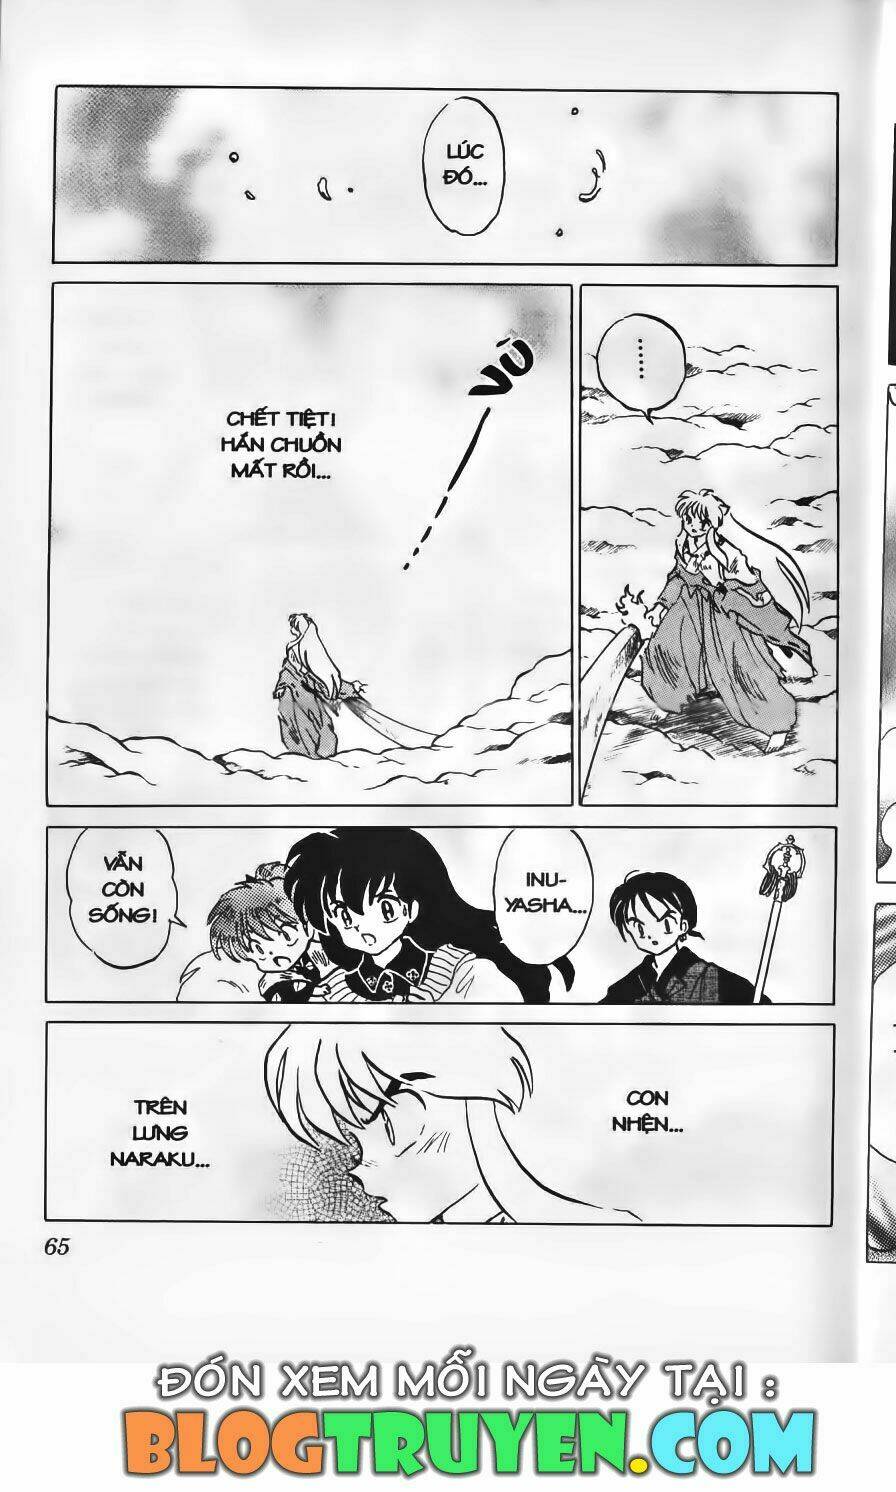 LÚC
ĐÓ...
.......
VÙ
CHẾT TIỆT!
HẮN CHUỒN
MẤT RỒI...
INU-
YASHA...
VẪN
CÒN
SỐNG!
CON
NHỆN...
TRÊN
LƯNG
NARAKU...
65
ĐÓN XEM MỖI NGÀY TẠI :
BLOGTRUYEN.COM